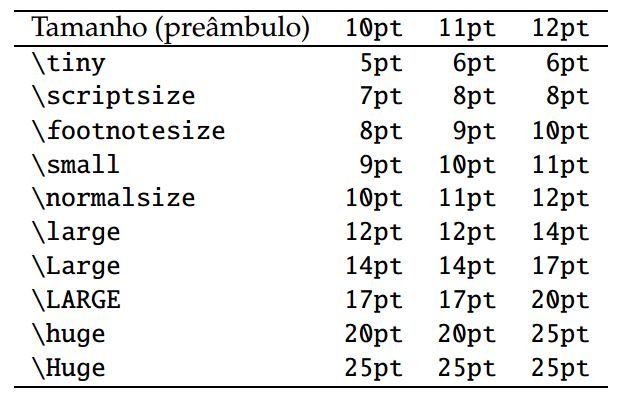 Tamanho (preâmbulo) 10pt 11pt 12pt
\tiny 5pt 6pt 6pt
\scriptsize 7pt 8pt 8pt
\footnotesize 8pt 9pt 10pt
\small 9pt 10pt 11pt
\normalsize 10pt 11pt 12pt
\large 12pt 12pt 14pt
\Large 14pt 14pt 17pt
\LARGE 17pt 17pt 20pt
\huge 20pt 20pt 25pt
\Huge 25pt 25pt 25pt